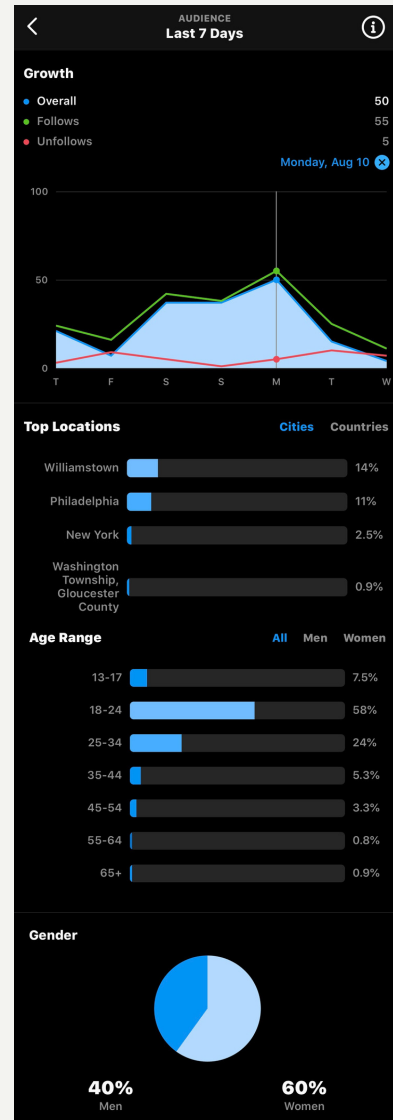 AUDIENCE
Last 7 Days
Growth
Overall 50
Follows 55
Unfollows 5
Monday, Aug 10
100
50
0
T F S S M T W
Top Locations Cities Countries
Williamstown 14%
Philadelphia 11%
New York 2.5%
Washington
Township,
Gloucester
County 0.9%
Age Range All Men Women
13-17 7.5%
18-24 58%
25-34 24%
35-44 5.3%
45-54 3.3%
55-64 0.8%
65+ 0.9%
Gender
40% 60%
Men Women